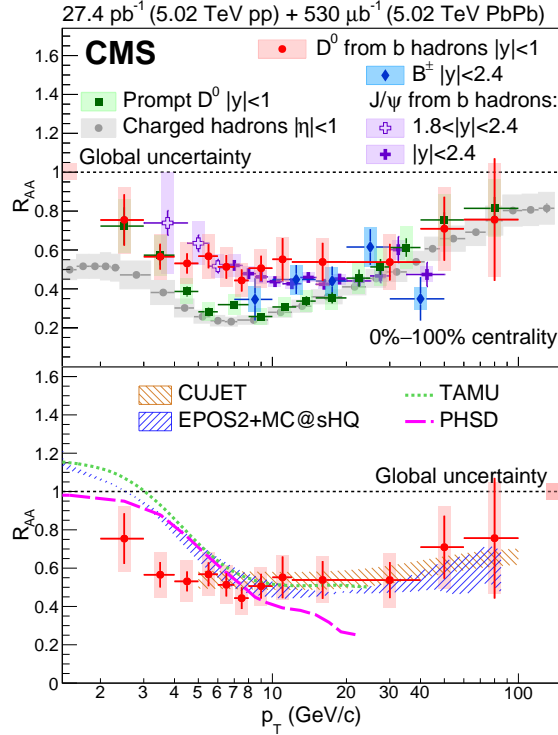 27.4 pb⁻¹ (5.02 TeV pp) + 530 μb⁻¹ (5.02 TeV PbPb)
CMS
D⁰ from b hadrons |y|<1
B± |y|<2.4
Prompt D⁰ |y|<1
J/ψ from b hadrons:
Charged hadrons |η|<1
1.8<|y|<2.4
|y|<2.4
Global uncertainty
R_AA
1.6
1.4
1.2
1
0.8
0.6
0.4
0.2
0%−100% centrality
1.6
1.4
1.2
1
0.8
0.6
0.4
0.2
0
CUJET
TAMU
EPOS2+MC@sHQ
PHSD
Global uncertainty
R_AA
2 3 4 5 6 7 8 10 20 30 40 100
p_T (GeV/c)